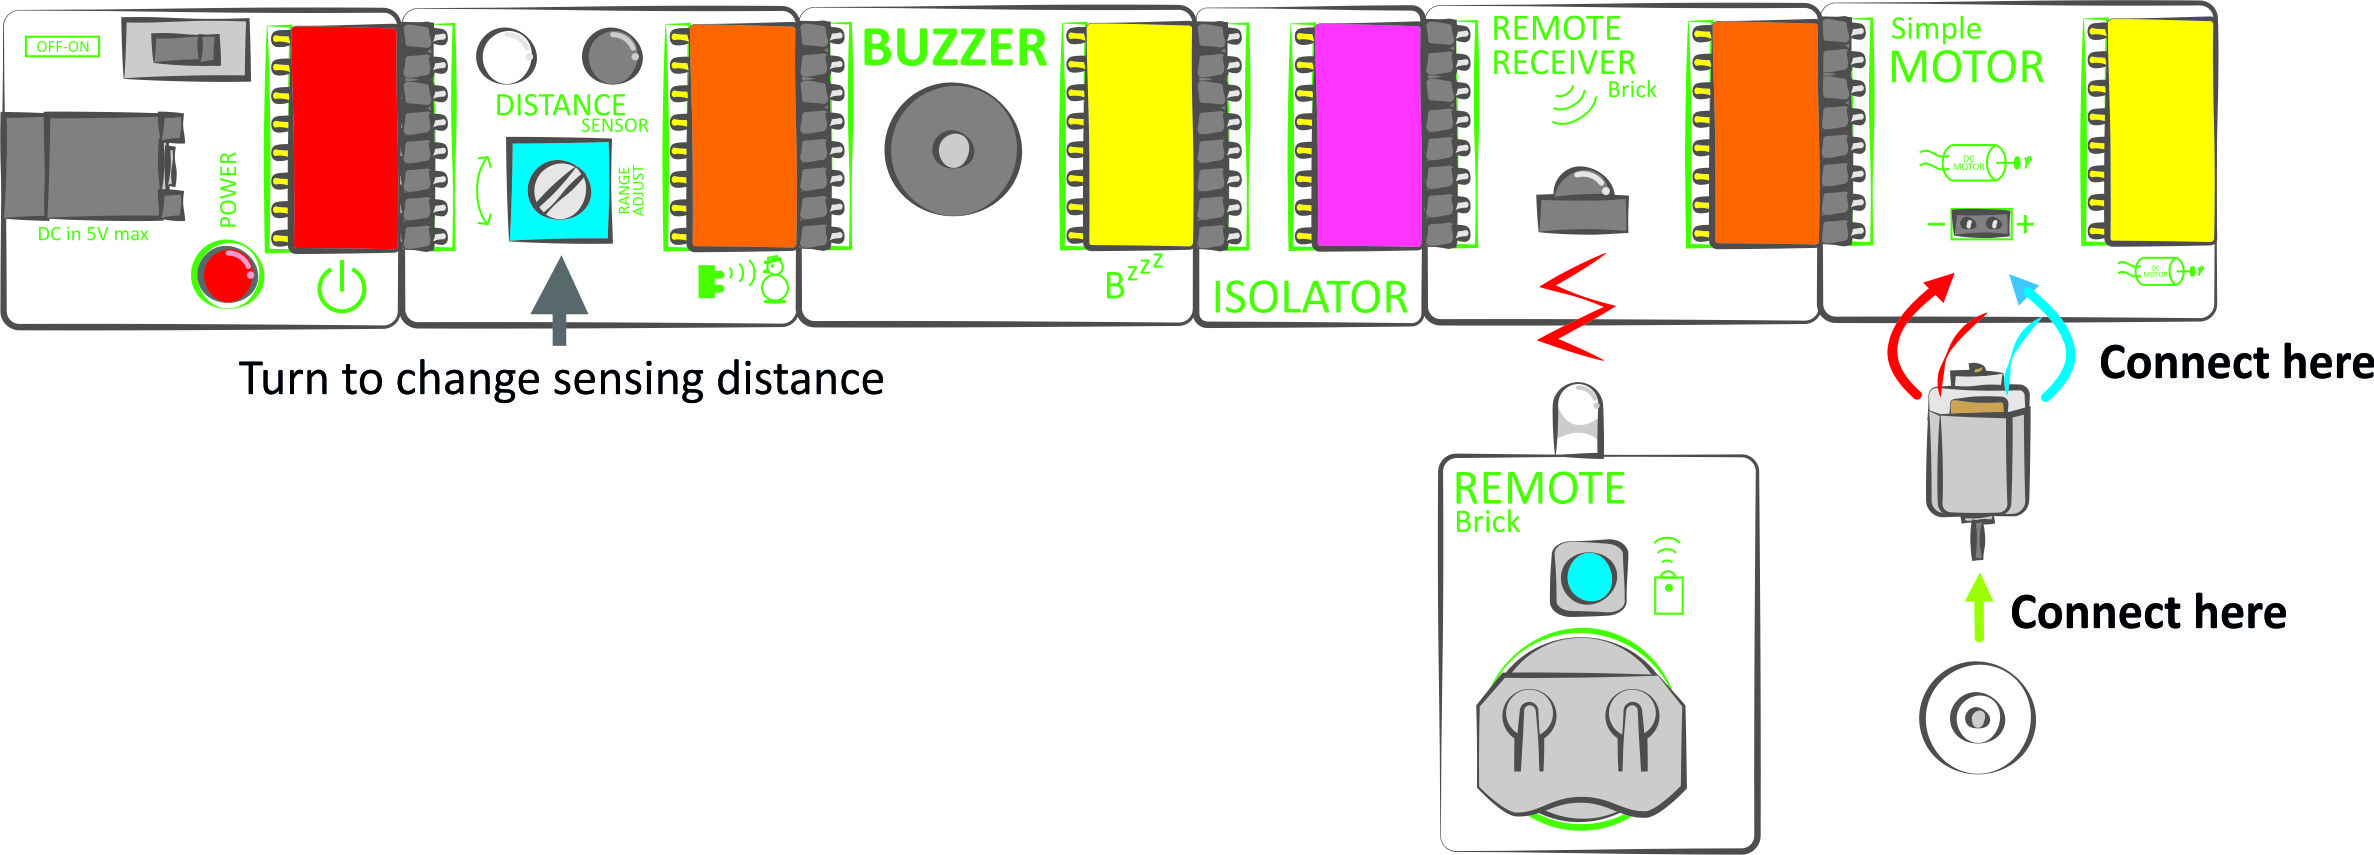 OFF-ON
DC in 5V max
POWER
DISTANCE
SENSOR
RANGE
ADJUST
Turn to change sensing distance
BUZZER
Bzzz
ISOLATOR
REMOTE
RECEIVER
Brick
Simple
MOTOR
DC
MOTOR
− +
DC
MOTOR
Connect here
REMOTE
Brick
Connect here